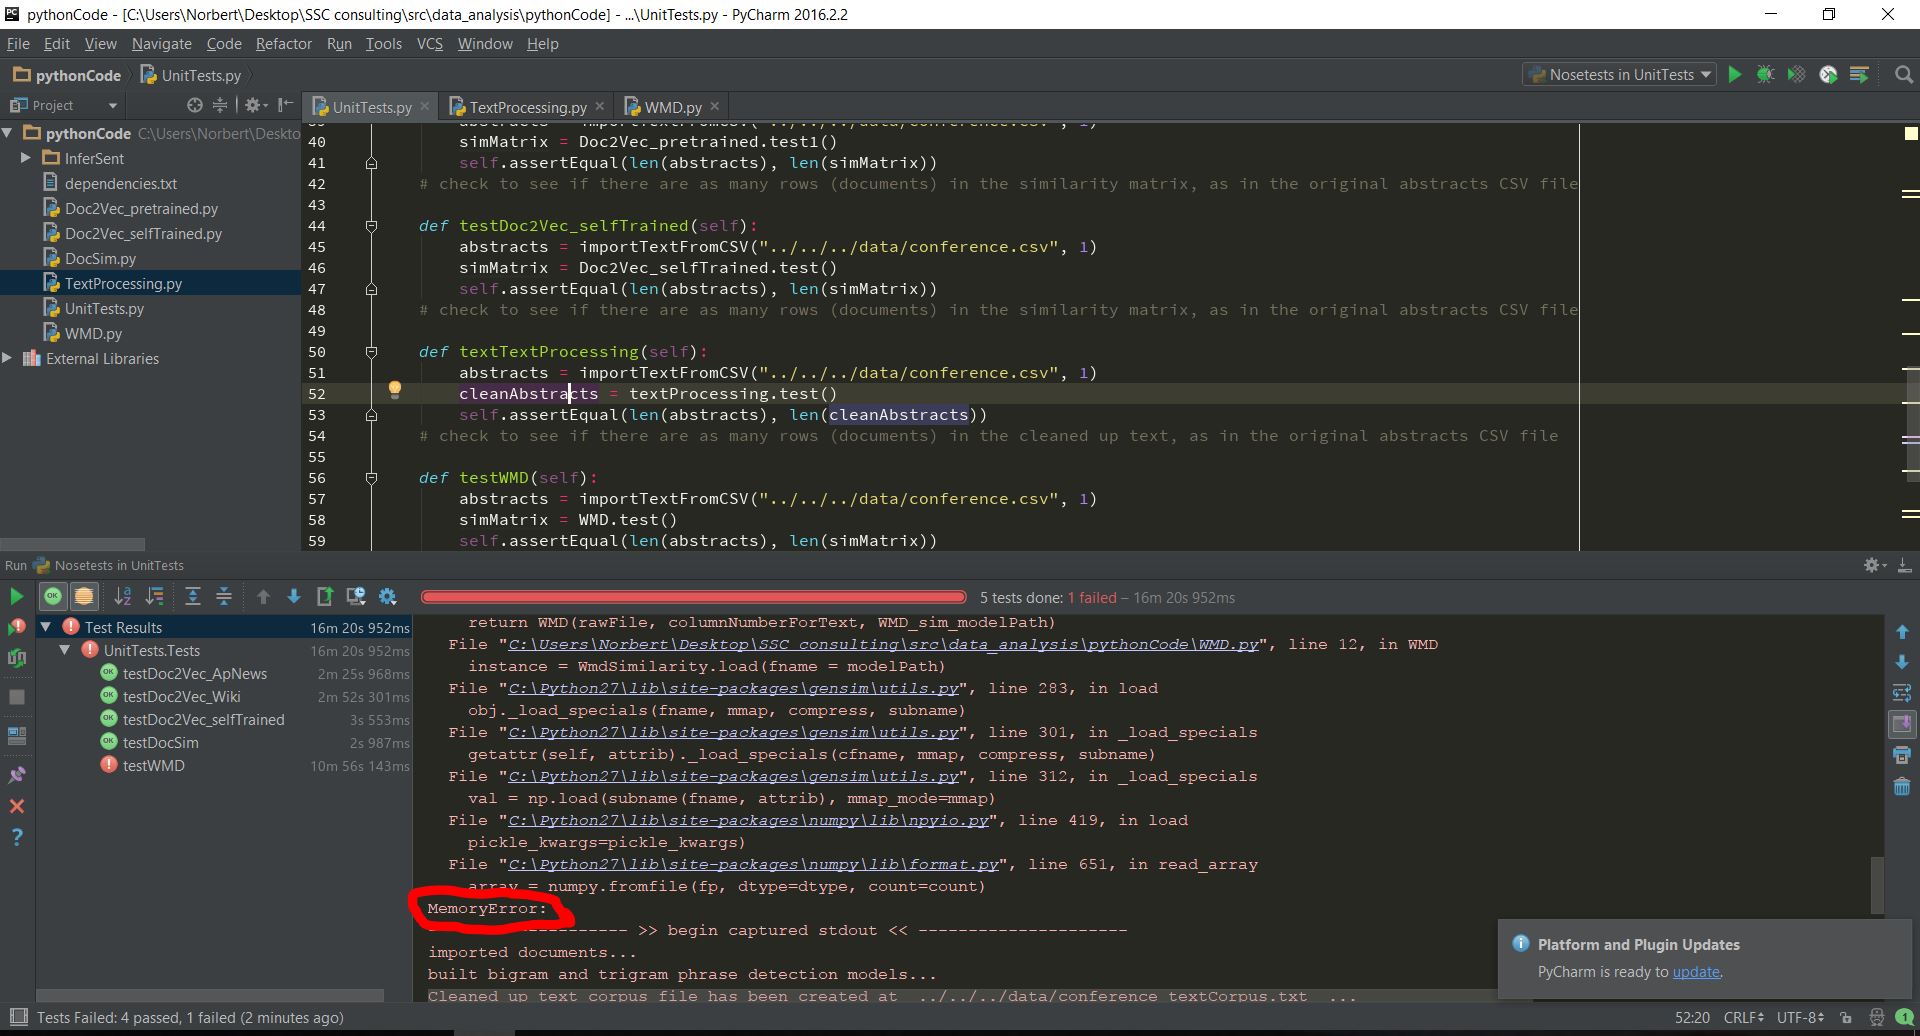 pythonCode - [C:\Users\Norbert\Desktop\SSC consulting\src\data_analysis\pythonCode] - ...\UnitTests.py - PyCharm 2016.2.2
File Edit View Navigate Code Refactor Run Tools VCS Window Help
pythonCode UnitTests.py
Nosetests in UnitTests
Project
UnitTests.py TextProcessing.py WMD.py
pythonCode C:\Users\Norbert\Deskto
InferSent
dependencies.txt
Doc2Vec_pretrained.py
Doc2Vec_selfTrained.py
DocSim.py
TextProcessing.py
UnitTests.py
WMD.py
External Libraries
40 simMatrix = Doc2Vec_pretrained.test1()
41 self.assertEqual(len(abstracts), len(simMatrix))
42 # check to see if there are as many rows (documents) in the similarity matrix, as in the original abstracts CSV file
43
44 def testDoc2Vec_selfTrained(self):
45 abstracts = importTextFromCSV("../../../data/conference.csv", 1)
46 simMatrix = Doc2Vec_selfTrained.test()
47 self.assertEqual(len(abstracts), len(simMatrix))
48 # check to see if there are as many rows (documents) in the similarity matrix, as in the original abstracts CSV file
49
50 def textTextProcessing(self):
51 abstracts = importTextFromCSV("../../../data/conference.csv", 1)
52 cleanAbstracts = textProcessing.test()
53 self.assertEqual(len(abstracts), len(cleanAbstracts))
54 # check to see if there are as many rows (documents) in the cleaned up text, as in the original abstracts CSV file
55
56 def testWMD(self):
57 abstracts = importTextFromCSV("../../../data/conference.csv", 1)
58 simMatrix = WMD.test()
59 self.assertEqual(len(abstracts), len(simMatrix))
Run Nosetests in UnitTests
5 tests done: 1 failed – 16m 20s 952ms
Test Results 16m 20s 952ms
UnitTests.Tests 16m 20s 952ms
testDoc2Vec_ApNews 2m 25s 968ms
testDoc2Vec_Wiki 2m 52s 301ms
testDoc2Vec_selfTrained 3s 553ms
testDocSim 2s 987ms
testWMD 10m 56s 143ms
return WMD(rawFile, columnNumberForText, WMD_sim_modelPath)
File "C:\Users\Norbert\Desktop\SSC consulting\src\data_analysis\pythonCode\WMD.py", line 12, in WMD
instance = WmdSimilarity.load(fname = modelPath)
File "C:\Python27\lib\site-packages\gensim\utils.py", line 283, in load
obj._load_specials(fname, mmap, compress, subname)
File "C:\Python27\lib\site-packages\gensim\utils.py", line 301, in _load_specials
getattr(self, attrib)._load_specials(cfname, mmap, compress, subname)
File "C:\Python27\lib\site-packages\gensim\utils.py", line 312, in _load_specials
val = np.load(subname(fname, attrib), mmap_mode=mmap)
File "C:\Python27\lib\site-packages\numpy\lib\npyio.py", line 419, in load
pickle_kwargs=pickle_kwargs)
File "C:\Python27\lib\site-packages\numpy\lib\format.py", line 651, in read_array
array = numpy.fromfile(fp, dtype=dtype, count=count)
MemoryError:
-------------------- >> begin captured stdout << ---------------------
imported documents...
built bigram and trigram phrase detection models...
Cleaned up text corpus file has been created at ../../../data/conference_textCorpus.txt ...
Platform and Plugin Updates
PyCharm is ready to update.
Tests Failed: 4 passed, 1 failed (2 minutes ago)
52:20 CRLF UTF-8 1